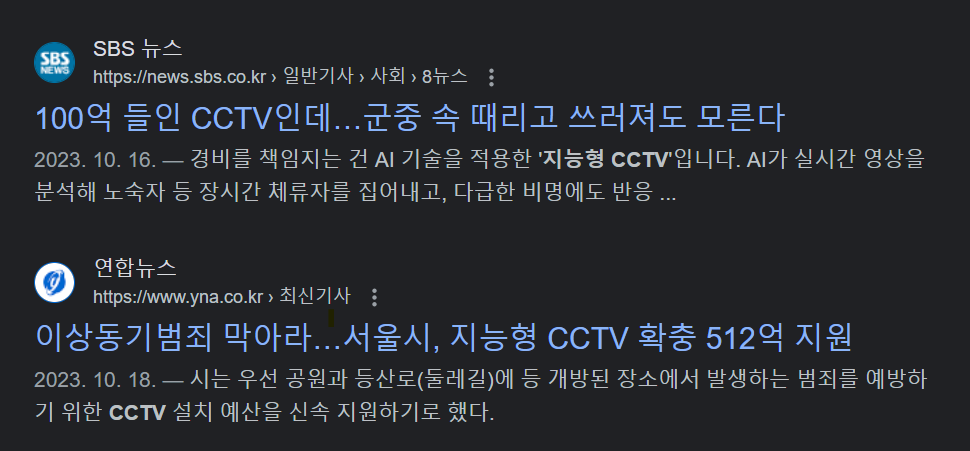 SBS 뉴스
SBS
NEWS
https://news.sbs.co.kr › 일반기사 › 사회 › 8뉴스
100억 들인 CCTV인데…군중 속 때리고 쓰러져도 모른다
2023. 10. 16. — 경비를 책임지는 건 AI 기술을 적용한 '지능형 CCTV'입니다. AI가 실시간 영상을
분석해 노숙자 등 장시간 체류자를 집어내고, 다급한 비명에도 반응 ...
연합뉴스
https://www.yna.co.kr › 최신기사
이상동기범죄 막아라…서울시, 지능형 CCTV 확충 512억 지원
2023. 10. 18. — 시는 우선 공원과 등산로(둘레길)에 등 개방된 장소에서 발생하는 범죄를 예방하
기 위한 CCTV 설치 예산을 신속 지원하기로 했다.